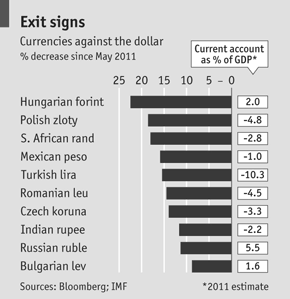 Exit signs
Currencies against the dollar
% decrease since May 2011
Current account
as % of GDP*
25 20 15 10 5 – 0
Hungarian forint 2.0
Polish zloty -4.8
S. African rand -2.8
Mexican peso -1.0
Turkish lira -10.3
Romanian leu -4.5
Czech koruna -3.3
Indian rupee -2.2
Russian ruble 5.5
Bulgarian lev 1.6
Sources: Bloomberg; IMF *2011 estimate